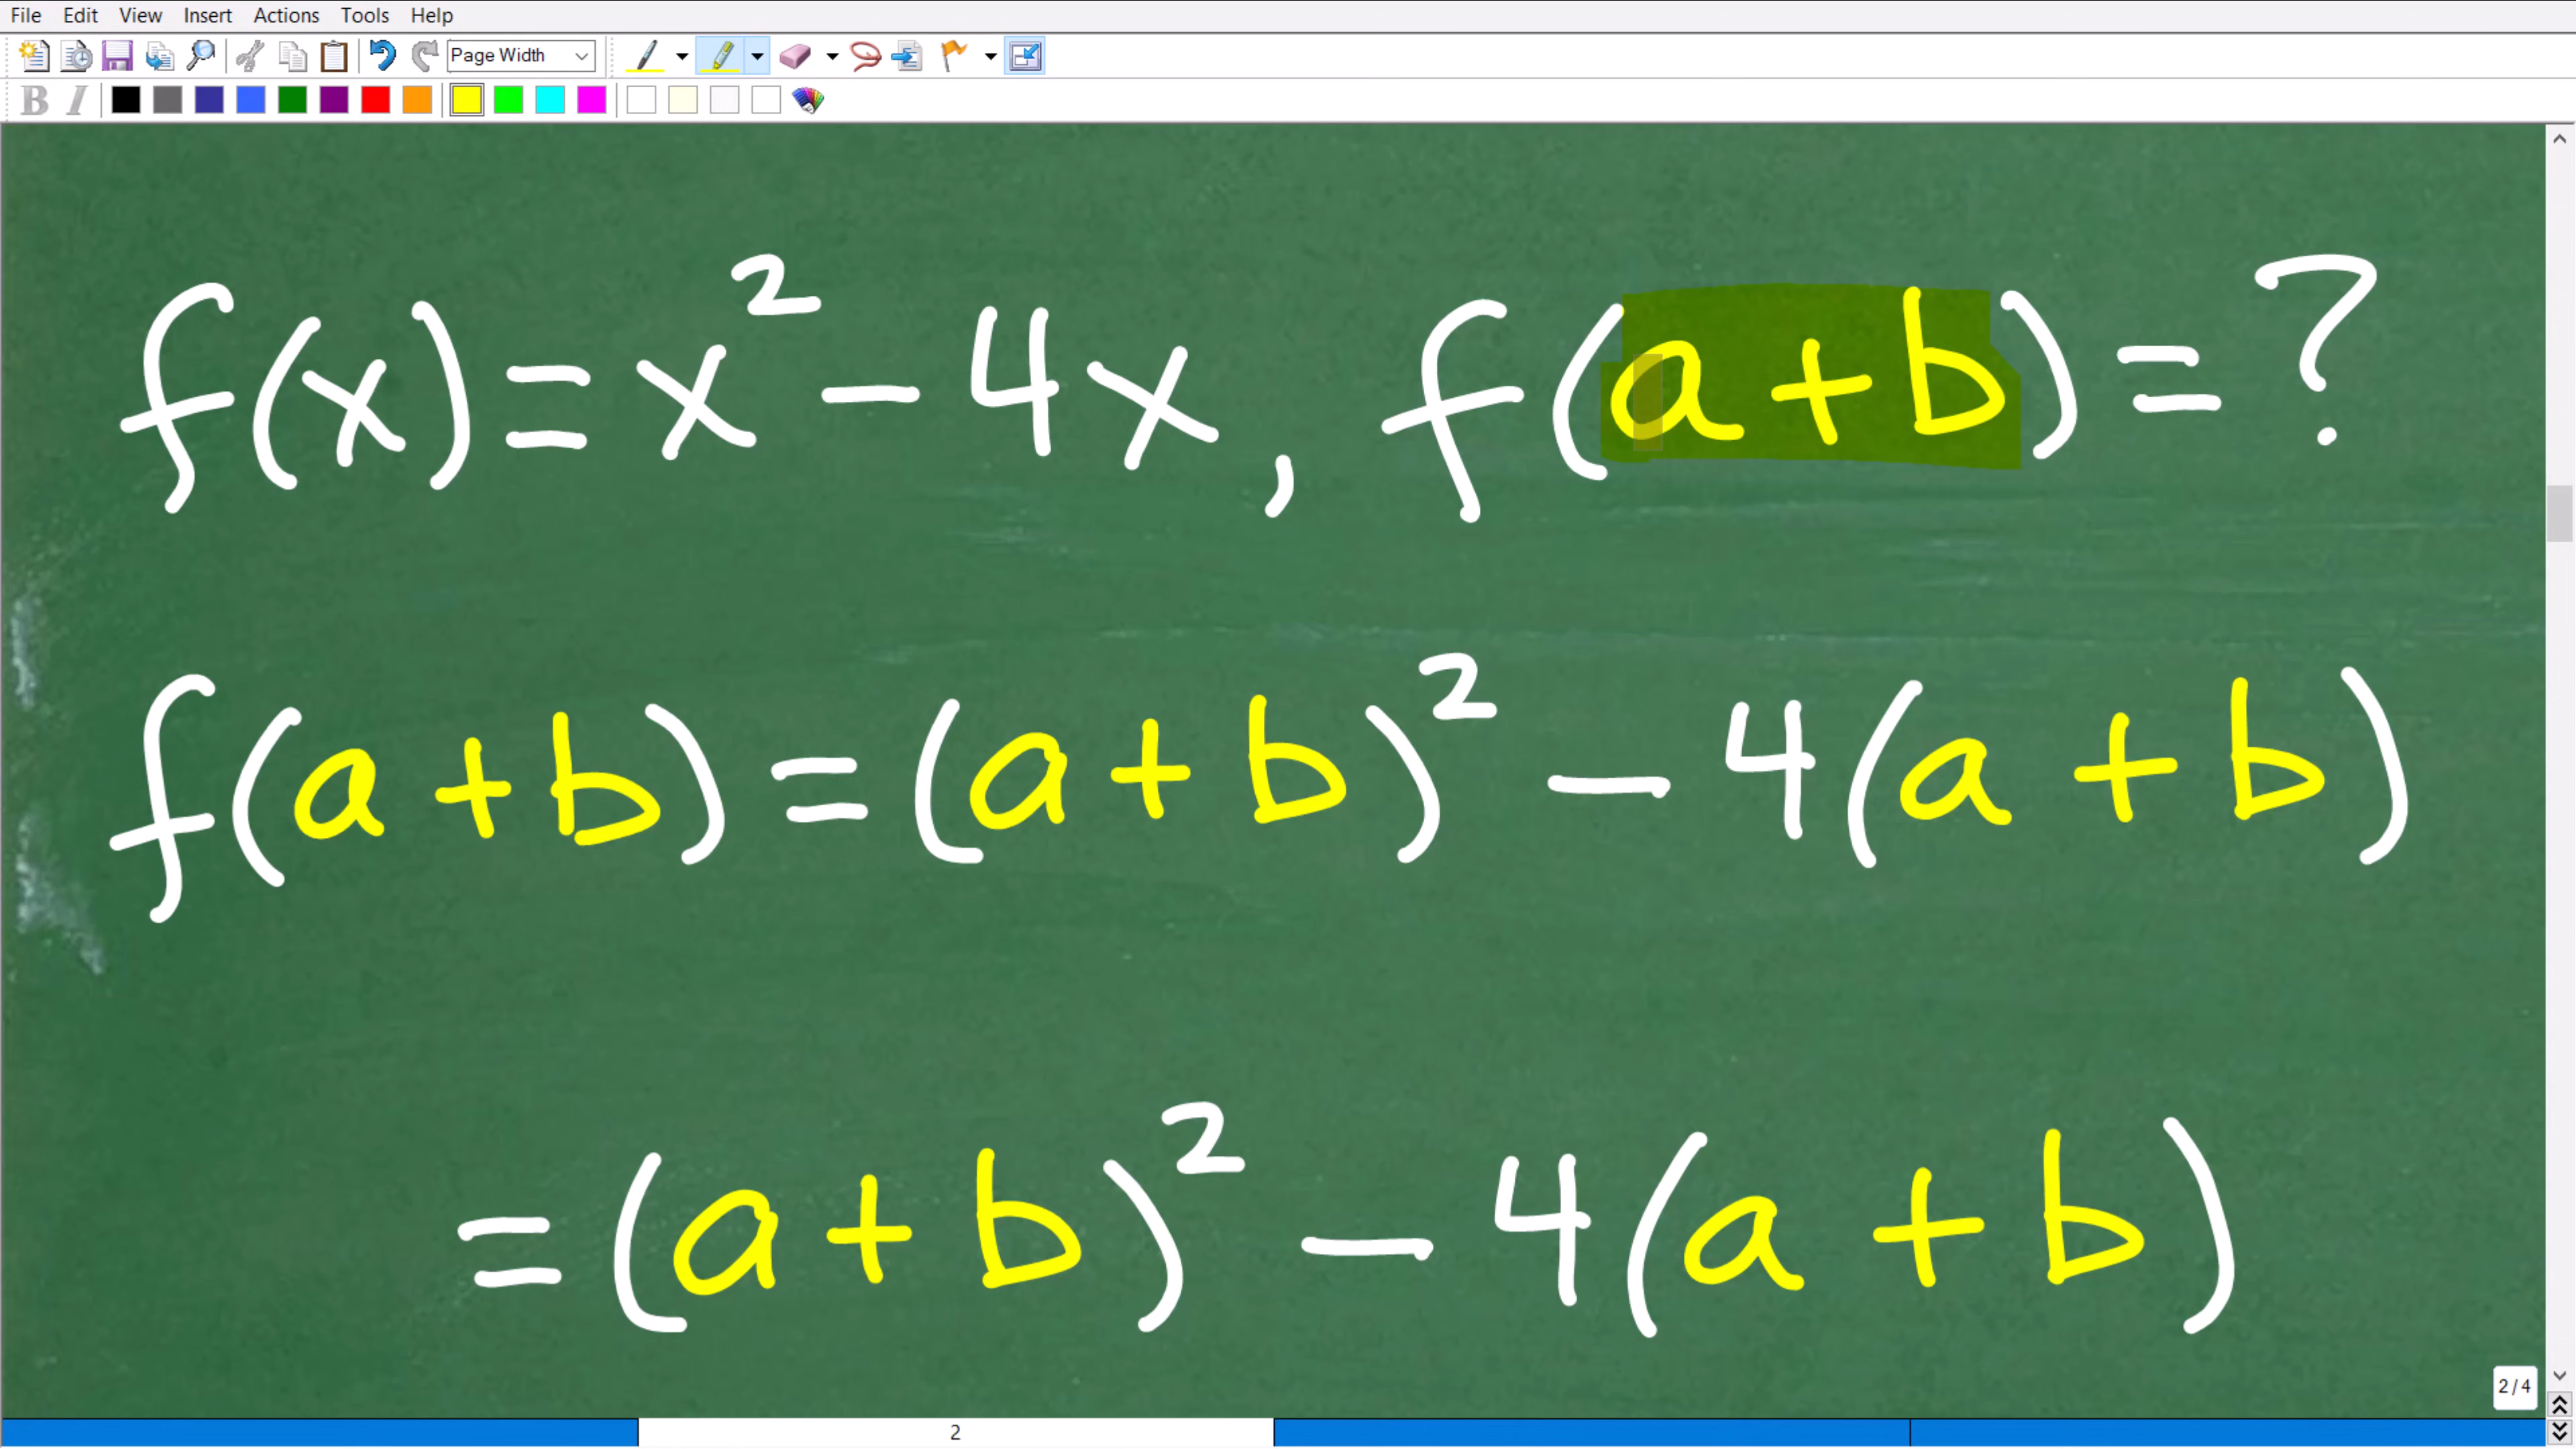 File Edit View Insert Actions Tools Help
Page Width
B I
f(x) = x² - 4x, f(a + b) = ?
f(a + b) = (a + b)² - 4(a + b)
= (a + b)² - 4(a + b)
2/4
2